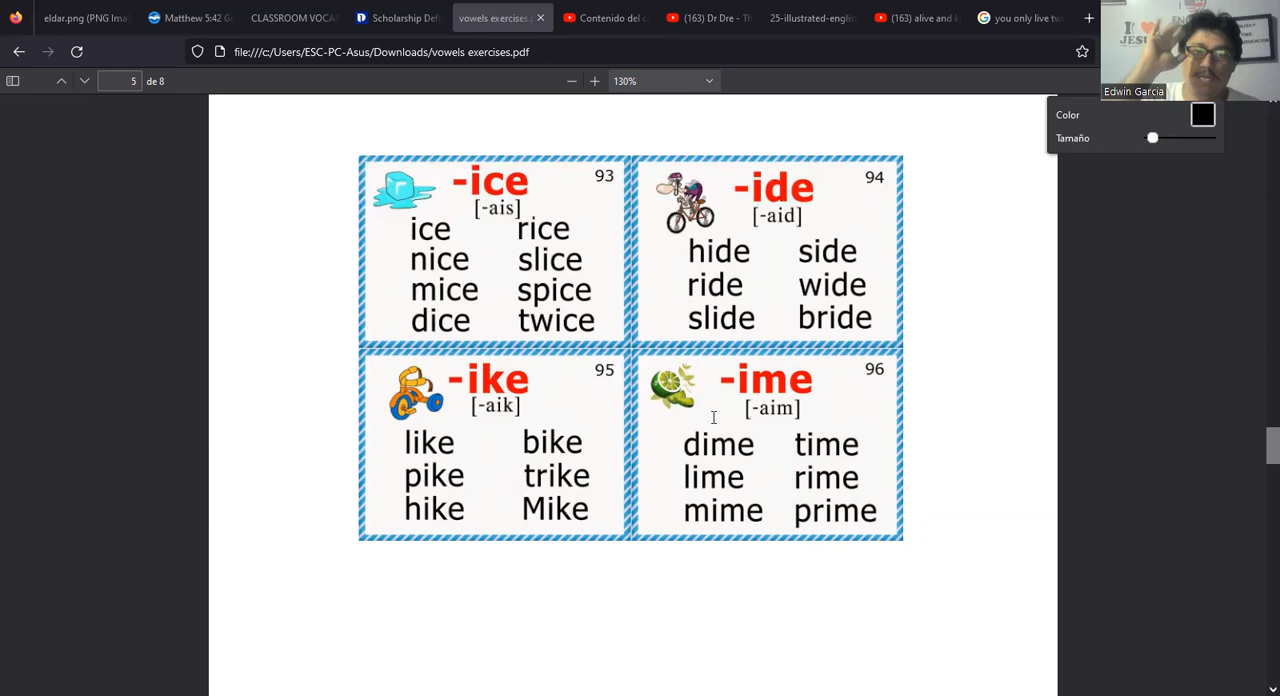 eldar.png (PNG Ima
Matthew 5:42 G
CLASSROOM VOCA
Scholarship Def
vowels exercises.
Contenido del c
(163) Dr Dre - Th
25-illustrated-engli
(163) alive and k
you only live tw
file:///c/Users/ESC-PC-Asus/Downloads/vowels exercises.pdf
5 de 8
130%
I
JESU
Edwin Garcia
Color
Tamaño
-ice 93
[-ais]
ice rice
nice slice
mice spice
dice twice
-ide 94
[-aid]
hide side
ride wide
slide bride
-ike 95
[-aik]
like bike
pike trike
hike Mike
-ime 96
[-aim]
dime time
lime rime
mime prime